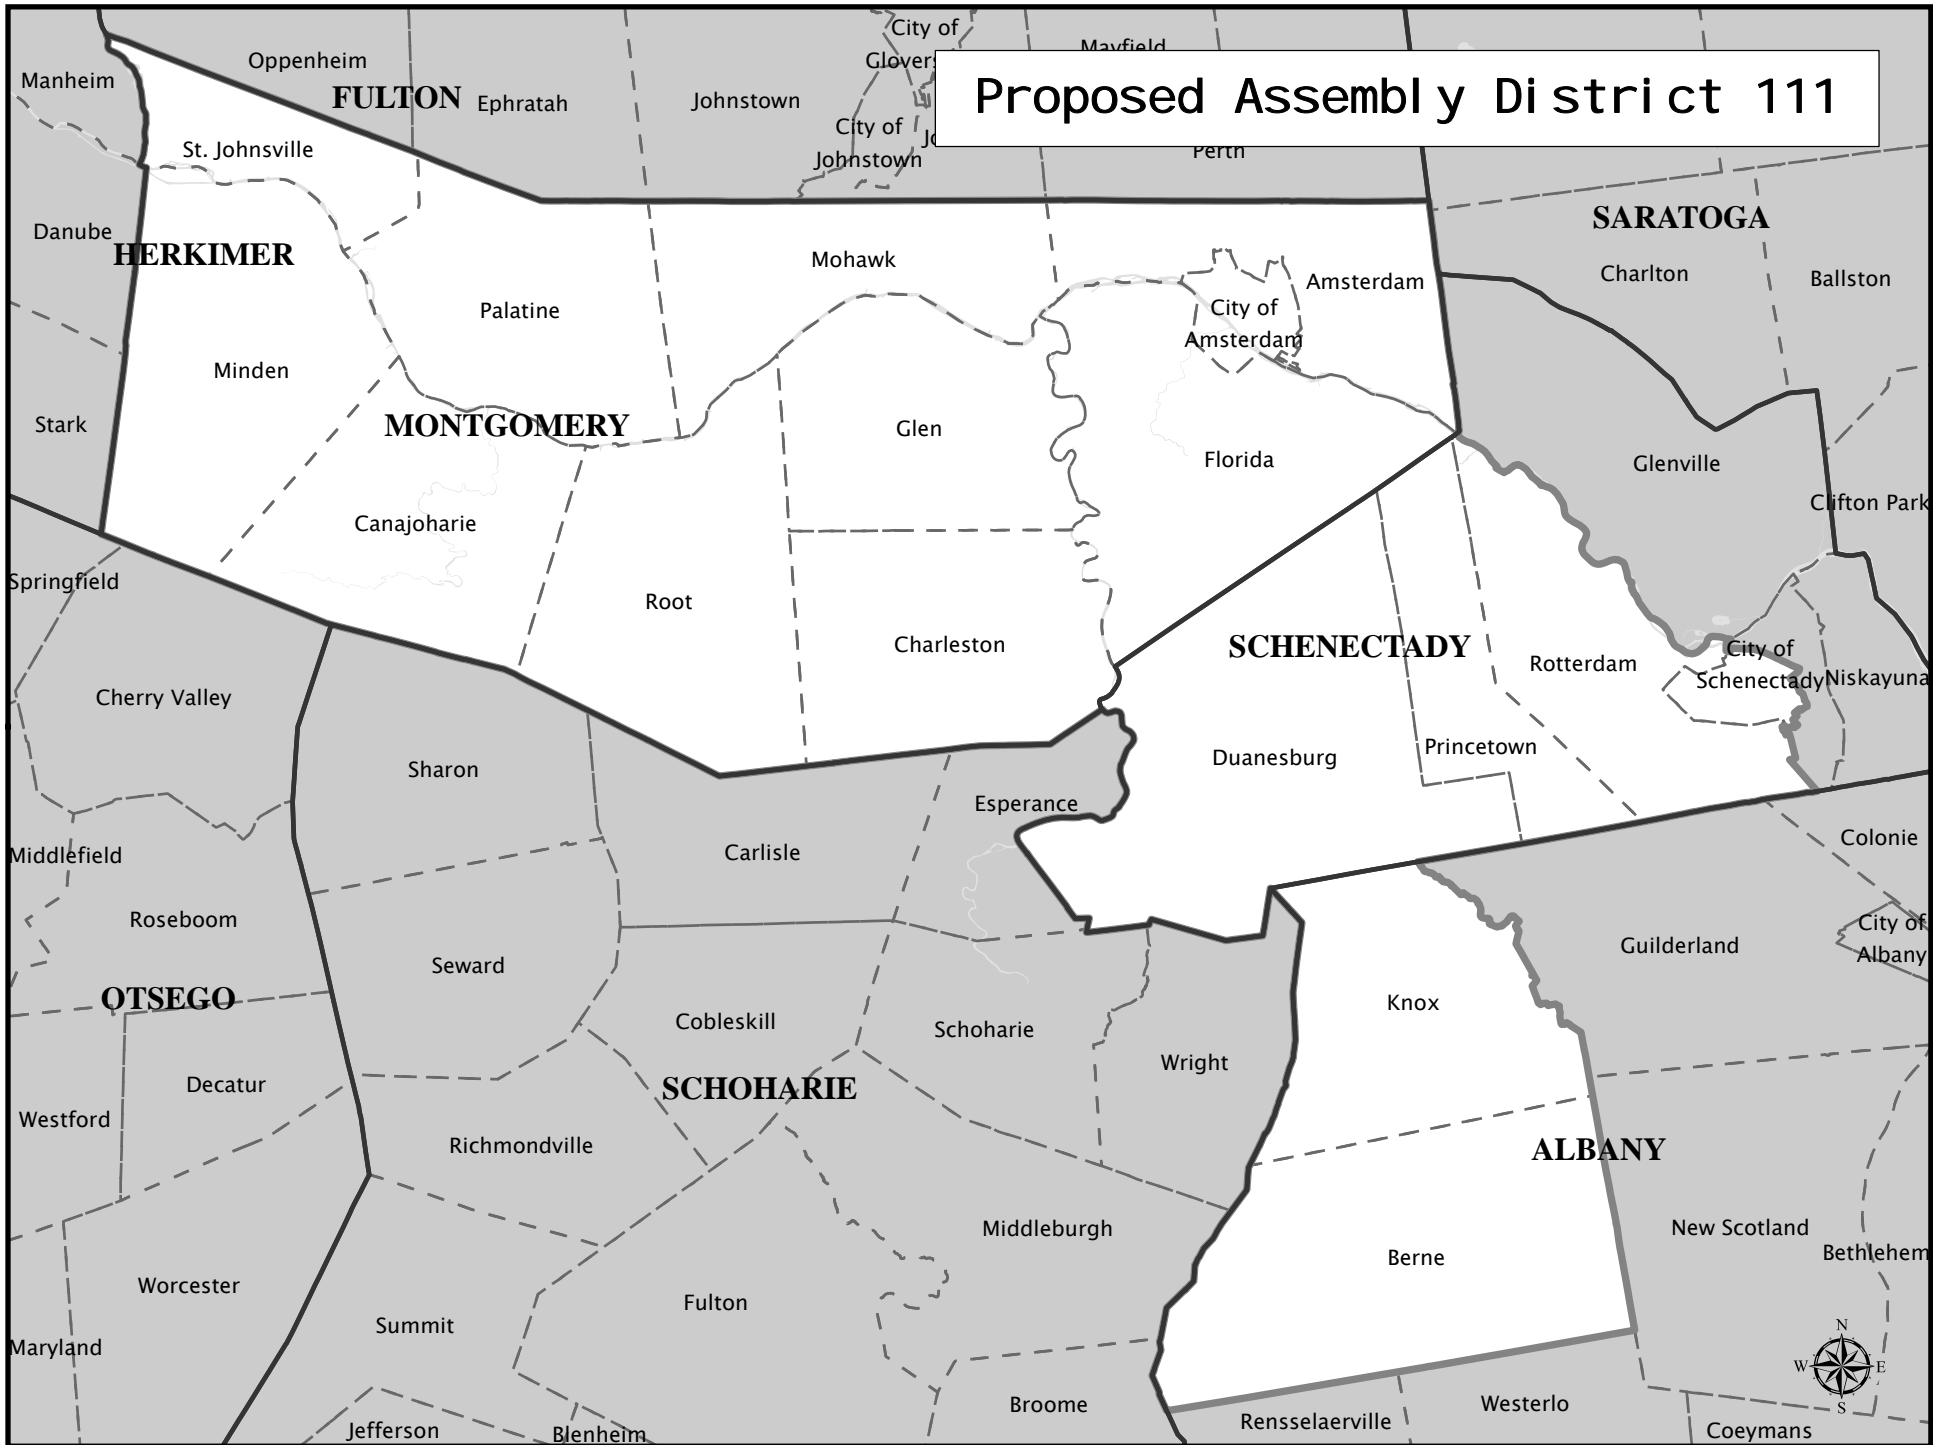 City of
Oppenheim
Glovers
Mayfield
Manheim
FULTON
Ephratah
Johnstown
Proposed Assembly District 111
City of
Johnstown
Jo
Perth
St. Johnsville
Danube
HERKIMER
SARATOGA
Mohawk
Charlton
Ballston
Amsterdam
Palatine
City of
Amsterdam
Minden
Stark
MONTGOMERY
Glen
Florida
Glenville
Clifton Park
Canajoharie
Springfield
Root
Charleston
SCHENECTADY
Rotterdam
City of
Schenectady
Niskayuna
Cherry Valley
Princetown
Duanesburg
Sharon
Esperance
Colonie
Carlisle
Middlefield
Roseboom
City of
Albany
Guilderland
Seward
OTSEGO
Knox
Cobleskill
Schoharie
Wright
Decatur
SCHOHARIE
Westford
Richmondville
ALBANY
Middleburgh
New Scotland
Bethlehem
Berne
Worcester
Fulton
Summit
Maryland
N
W
E
S
Broome
Westerlo
Rensselaerville
Jefferson
Blenheim
Coeymans